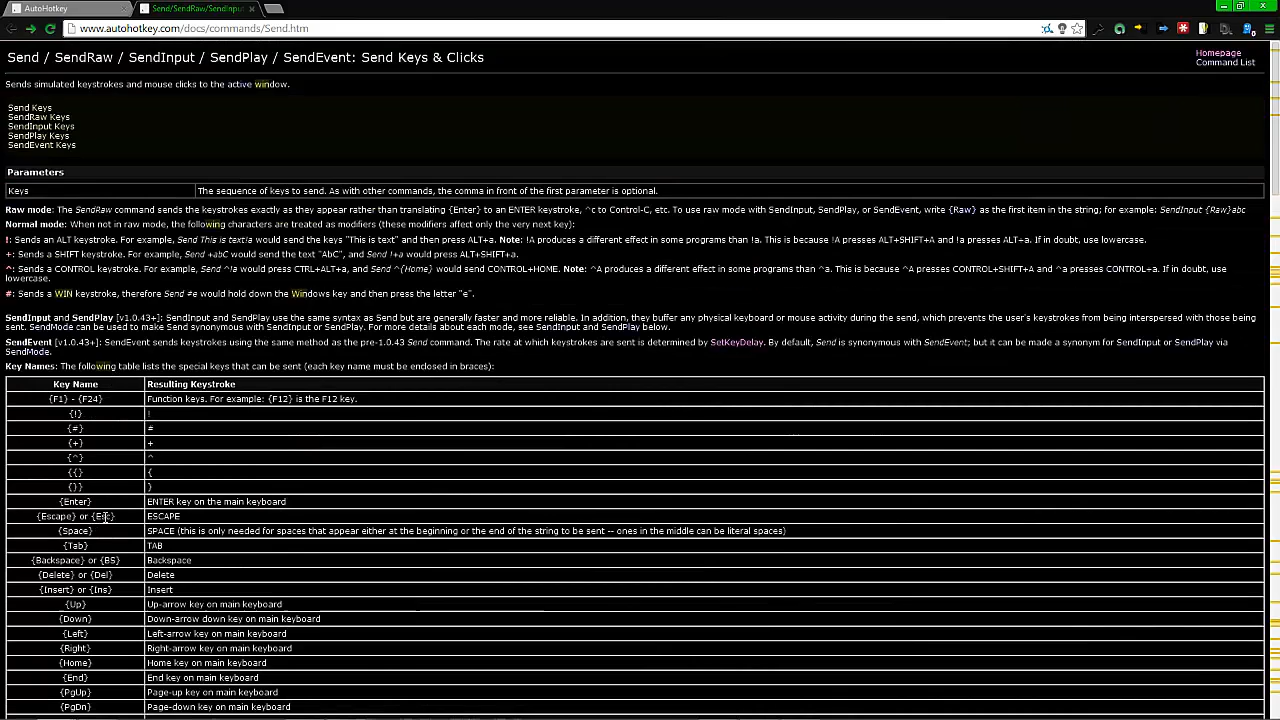 AutoHotkey
Send/SendRaw/SendInput
www.autohotkey.com/docs/commands/Send.htm
Send / SendRaw / SendInput / SendPlay / SendEvent: Send Keys & Clicks
Homepage
Command List
Sends simulated keystrokes and mouse clicks to the active window.
Send Keys
SendRaw Keys
SendInput Keys
SendPlay Keys
SendEvent Keys
Parameters
Keys The sequence of keys to send. As with other commands, the comma in front of the first parameter is optional.
Raw mode: The SendRaw command sends the keystrokes exactly as they appear rather than translating {Enter} to an ENTER keystroke, ^c to Control-C, etc. To use raw mode with SendInput, SendPlay, or SendEvent, write {Raw} as the first item in the string; for example: SendInput {Raw}abc
Normal mode: When not in raw mode, the following characters are treated as modifiers (these modifiers affect only the very next key):
!: Sends an ALT keystroke. For example, Send This is text!a would send the keys "This is text" and then press ALT+a. Note: !A produces a different effect in some programs than !a. This is because !A presses ALT+SHIFT+A and !a presses ALT+a. If in doubt, use lowercase.
+: Sends a SHIFT keystroke. For example, Send +abC would send the text "AbC", and Send !+a would press ALT+SHIFT+a.
^: Sends a CONTROL keystroke. For example, Send ^!a would press CTRL+ALT+a, and Send ^{Home} would send CONTROL+HOME. Note: ^A produces a different effect in some programs than ^a. This is because ^A presses CONTROL+SHIFT+A and ^a presses CONTROL+a. If in doubt, use
lowercase.
#: Sends a WIN keystroke, therefore Send #e would hold down the Windows key and then press the letter "e".
SendInput and SendPlay [v1.0.43+]: SendInput and SendPlay use the same syntax as Send but are generally faster and more reliable. In addition, they buffer any physical keyboard or mouse activity during the send, which prevents the user's keystrokes from being interspersed with those being
sent. SendMode can be used to make Send synonymous with SendInput or SendPlay. For more details about each mode, see SendInput and SendPlay below.
SendEvent [v1.0.43+]: SendEvent sends keystrokes using the same method as the pre-1.0.43 Send command. The rate at which keystrokes are sent is determined by SetKeyDelay. By default, Send is synonymous with SendEvent; but it can be made a synonym for SendInput or SendPlay via
SendMode.
Key Names: The following table lists the special keys that can be sent (each key name must be enclosed in braces):
Key Name Resulting Keystroke
{F1} - {F24} Function keys. For example: {F12} is the F12 key.
{!} !
{#} #
{+} +
{^} ^
{{} {
{}} }
{Enter} ENTER key on the main keyboard
{Escape} or {Esc} ESCAPE
{Space} SPACE (this is only needed for spaces that appear either at the beginning or the end of the string to be sent -- ones in the middle can be literal spaces)
{Tab} TAB
{Backspace} or {BS} Backspace
{Delete} or {Del} Delete
{Insert} or {Ins} Insert
{Up} Up-arrow key on main keyboard
{Down} Down-arrow down key on main keyboard
{Left} Left-arrow key on main keyboard
{Right} Right-arrow key on main keyboard
{Home} Home key on main keyboard
{End} End key on main keyboard
{PgUp} Page-up key on main keyboard
{PgDn} Page-down key on main keyboard